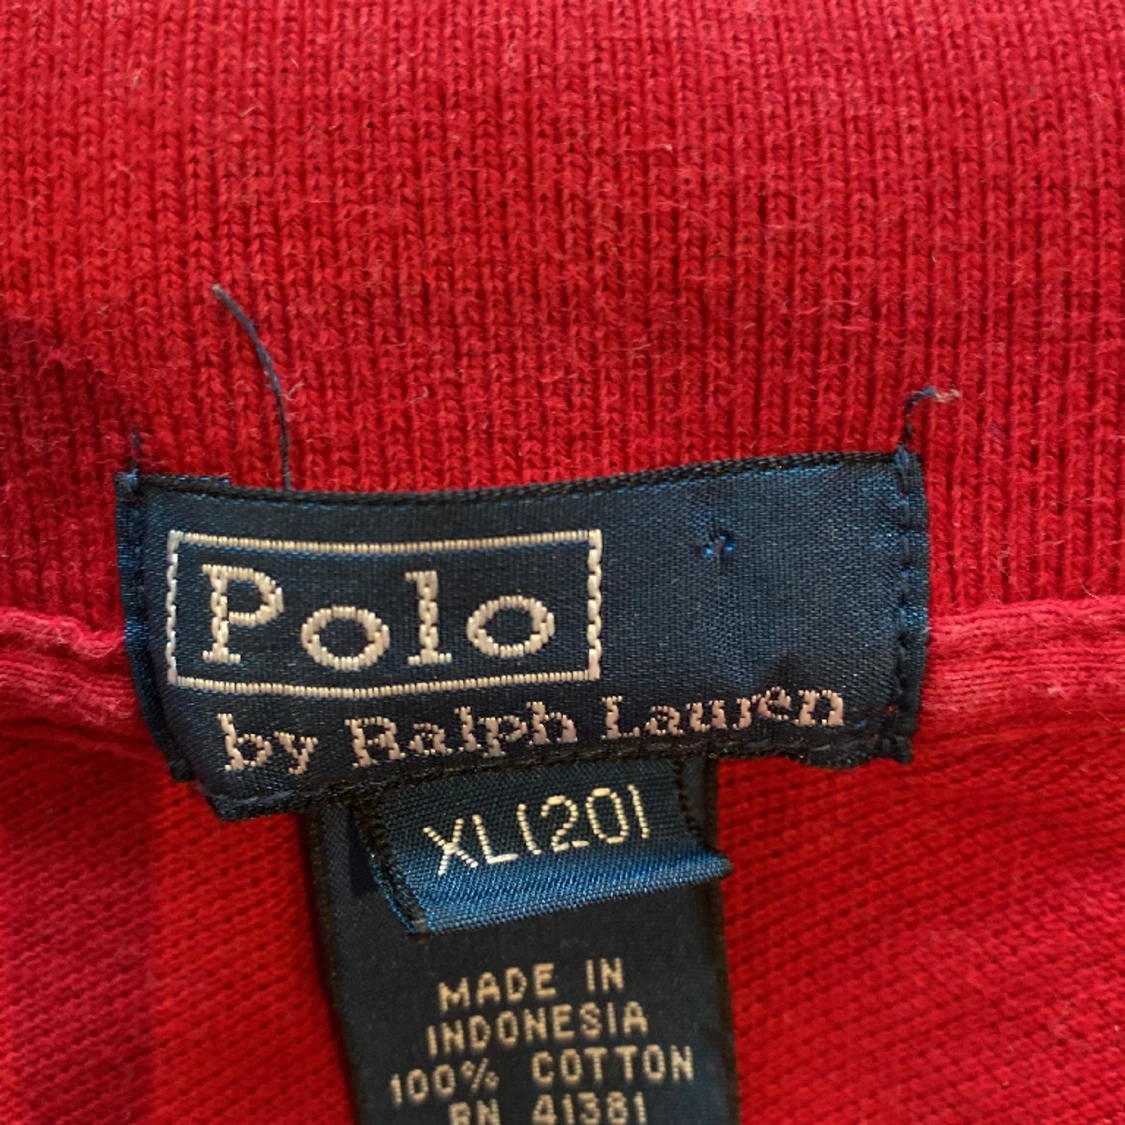 Polo
by Ralph Lauren
XL(20)
MADE IN
INDONESIA
100% COTTON
RN 41381